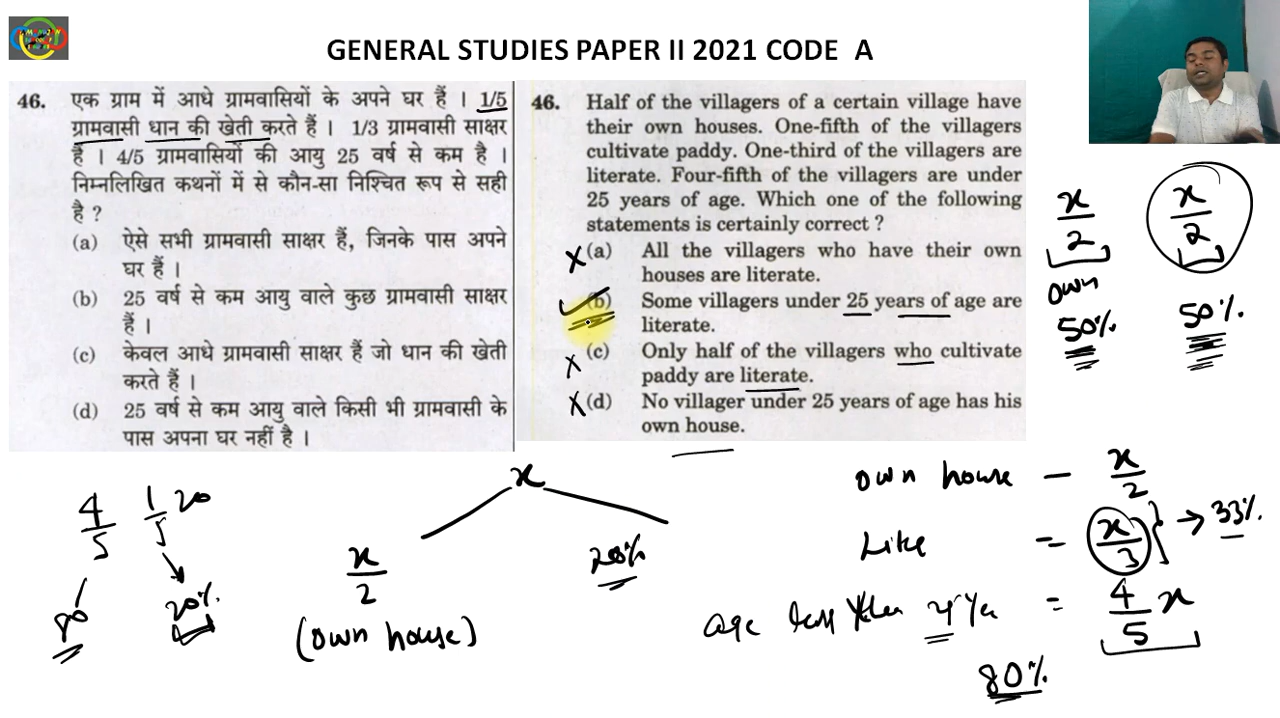 GENERAL STUDIES PAPER II 2021 CODE A
46. एक ग्राम में आधे ग्रामवासियों के अपने घर हैं । 1/5
ग्रामवासी धान की खेती करते हैं । 1/3 ग्रामवासी साक्षर
हैं । 4/5 ग्रामवासियों की आयु 25 वर्ष से कम है ।
निम्नलिखित कथनों में से कौन-सा निश्चित रूप से सही
है ?
(a) ऐसे सभी ग्रामवासी साक्षर हैं, जिनके पास अपने
घर हैं ।
(b) 25 वर्ष से कम आयु वाले कुछ ग्रामवासी साक्षर
हैं ।
(c) केवल आधे ग्रामवासी साक्षर हैं जो धान की खेती
करते हैं ।
(d) 25 वर्ष से कम आयु वाले किसी भी ग्रामवासी के
पास अपना घर नहीं है ।
46. Half of the villagers of a certain village have
their own houses. One-fifth of the villagers
cultivate paddy. One-third of the villagers are
literate. Four-fifth of the villagers are under
25 years of age. Which one of the following
statements is certainly correct ?
x (a) All the villagers who have their own
houses are literate.
(b) Some villagers under 25 years of age are
literate.
x (c) Only half of the villagers who cultivate
paddy are literate.
x (d) No villager under 25 years of age has his
own house.
x/2 x/2
own
50% 50%
4/5 1/5 20
80 20%
x
x/2 20%
(own house)
own house — x/2
= x/3 } → 33%
age less = 4/5 x
80%